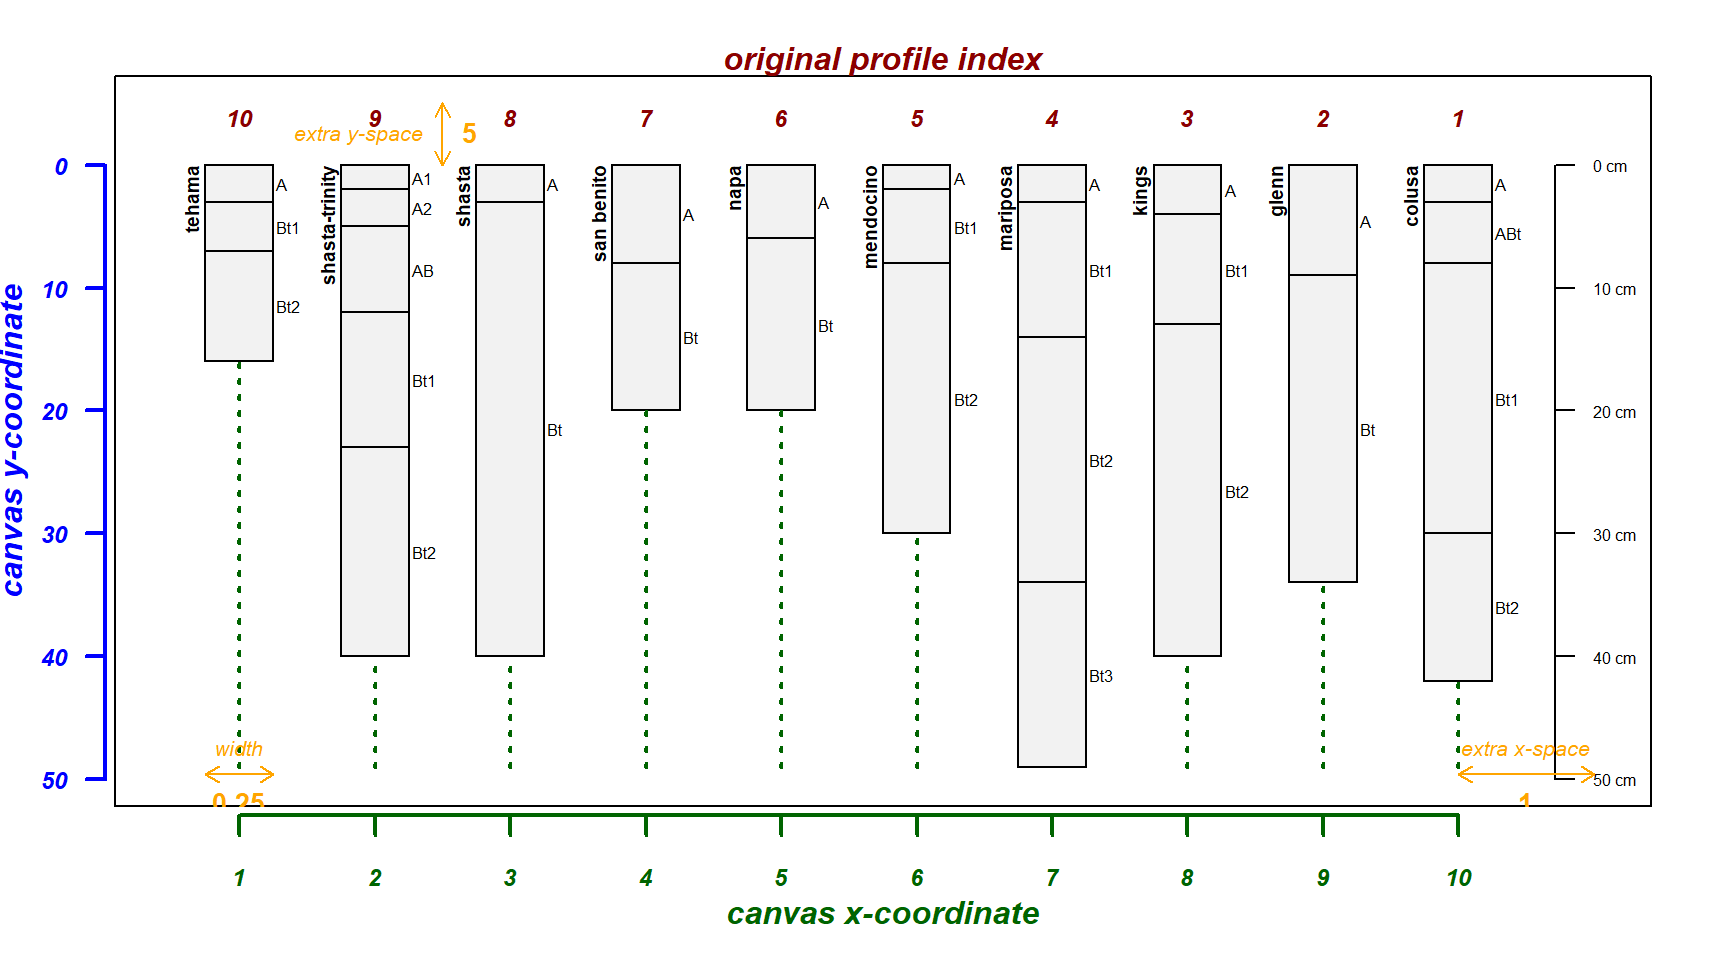 original profile index
10 9 8 7 6 5 4 3 2 1
extra y-space 5
canvas y-coordinate
0
10
20
30
40
50
tehama
A
Bt1
Bt2
shasta-trinity
A1
A2
AB
Bt1
Bt2
shasta
A
Bt
san benito
A
Bt
napa
A
Bt
mendocino
A
Bt1
Bt2
mariposa
A
Bt1
Bt2
Bt3
kings
A
Bt1
Bt2
glenn
A
Bt
colusa
A
ABt
Bt1
Bt2
0 cm
10 cm
20 cm
30 cm
40 cm
50 cm
width
0.25
extra x-space
1
1 2 3 4 5 6 7 8 9 10
canvas x-coordinate